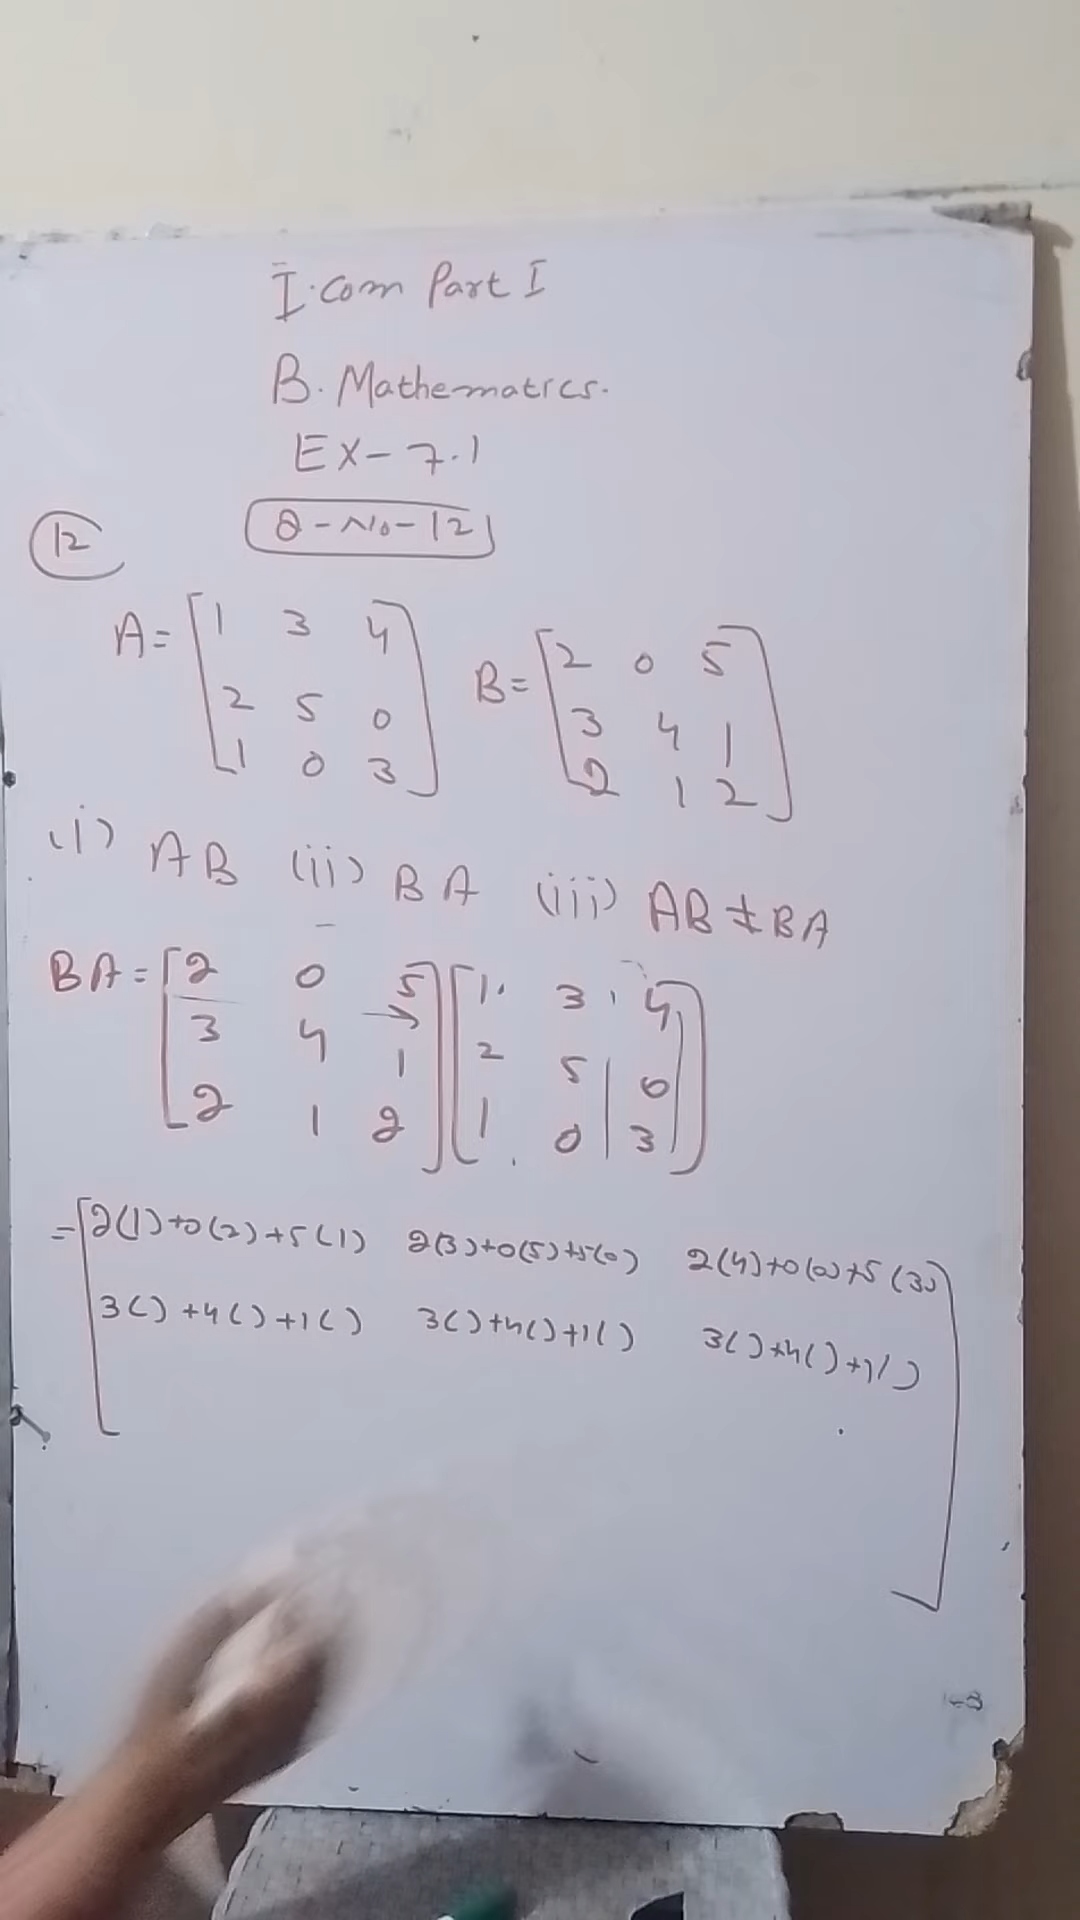 I.com Part I
B. Mathematics.
EX-7.1
Q-No-12
12
A= [1 3 4
2 5 0
1 0 3]
B= [2 0 5
3 4 1
2 1 2]
(i) AB (ii) BA (iii) AB ≠ BA
BA= [2 0 5] [1 3 4]
3 4 1 2 5 0
2 1 2 1 0 3
= [2(1)+0(2)+5(1) 2(3)+0(5)+5(0) 2(4)+0(0)+5(3)
3( )+4( )+1( ) 3( )+4( )+1( ) 3( )+4( )+1( )]